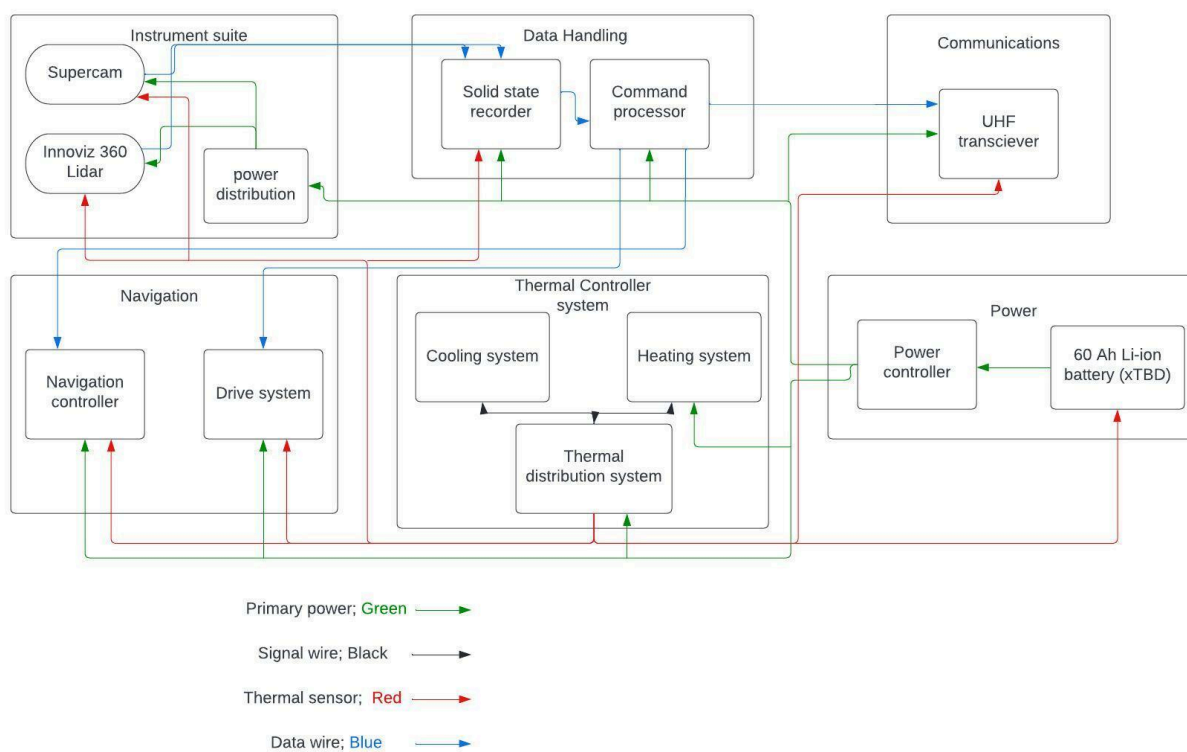 Instrument suite
Supercam
Innoviz 360
Lidar
power
distribution
Data Handling
Solid state
recorder
Command
processor
Communications
UHF
transciever
Navigation
Navigation
controller
Drive system
Thermal Controller
system
Cooling system
Heating system
Thermal
distribution system
Power
Power
controller
60 Ah Li-ion
battery (xTBD)
Primary power; Green
Signal wire; Black
Thermal sensor; Red
Data wire; Blue